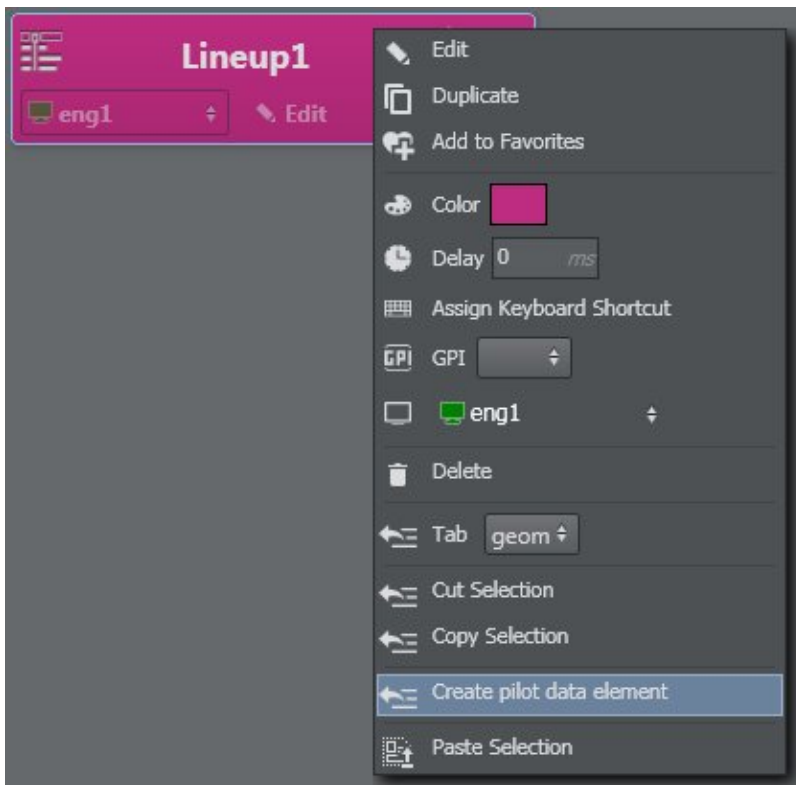 Lineup1
eng1 Edit
Edit
Duplicate
Add to Favorites
Color
Delay 0 ms
Assign Keyboard Shortcut
GPI GPI
eng1
Delete
Tab geom
Cut Selection
Copy Selection
Create pilot data element
Paste Selection